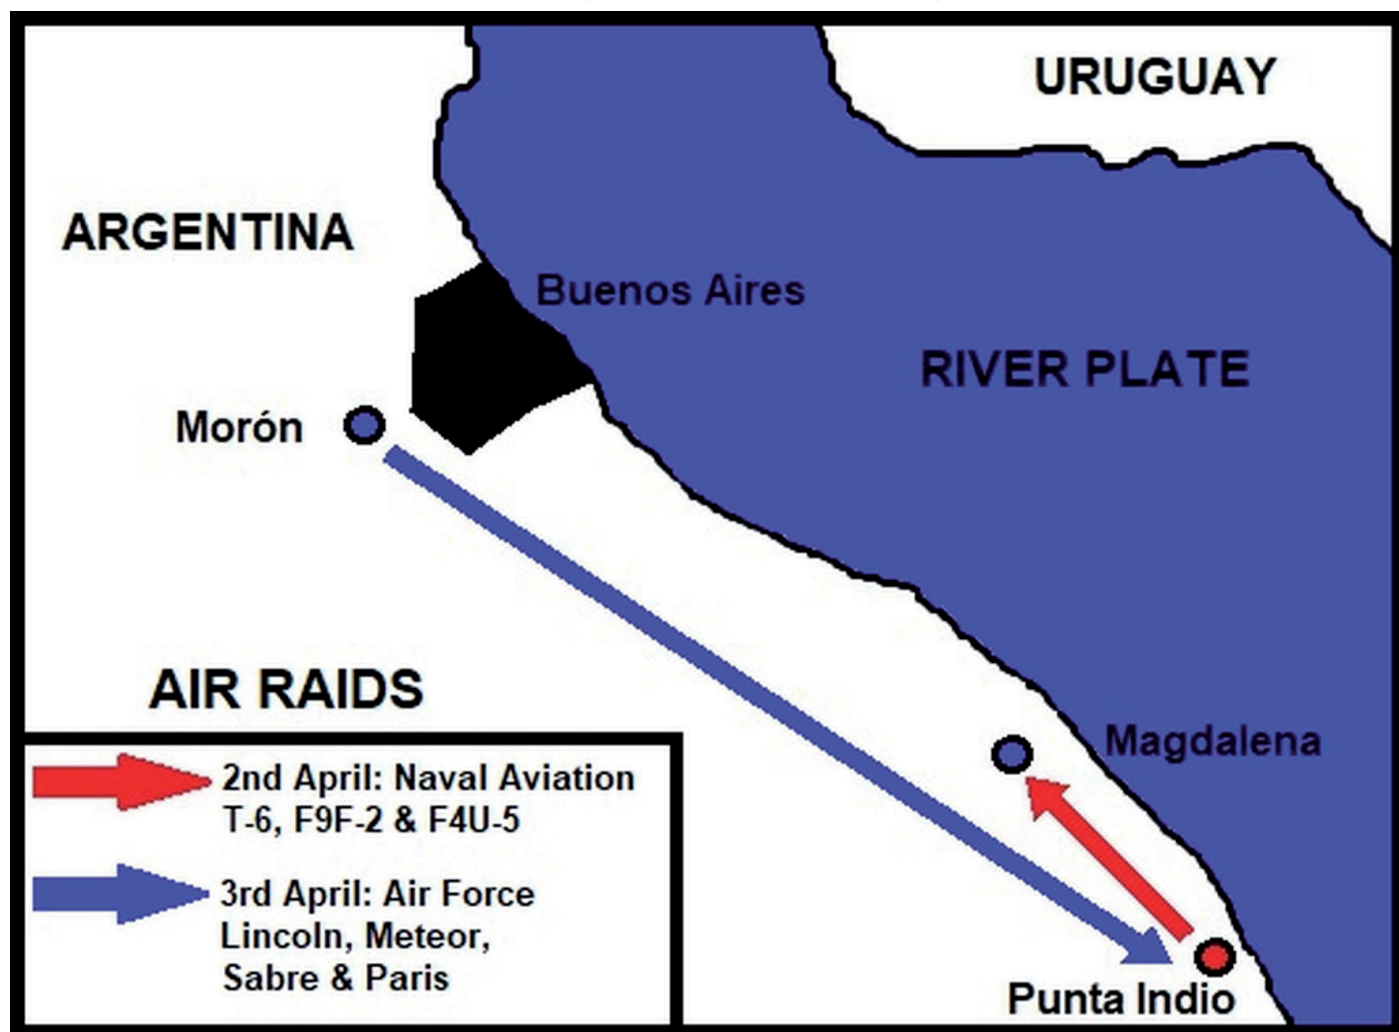 URUGUAY
ARGENTINA
Buenos Aires
RIVER PLATE
Morón
AIR RAIDS
Magdalena
2nd April: Naval Aviation
T-6, F9F-2 & F4U-5
3rd April: Air Force
Lincoln, Meteor,
Sabre & Paris
Punta Indio